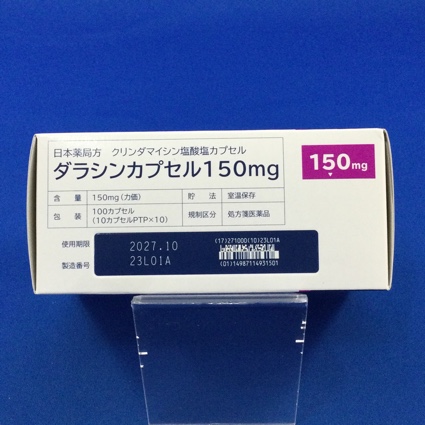 日本薬局方 クリンダマイシン塩酸塩カプセル
ダラシンカプセル150mg
150mg
含 量 150mg(力価) 貯 法 室温保存
包 装 100カプセル (10カプセルPTP×10) 規制区分 処方箋医薬品
使用期限 2027.10
製造番号 23L01A
(17)271000(10)23L01A
(01)14987114931501